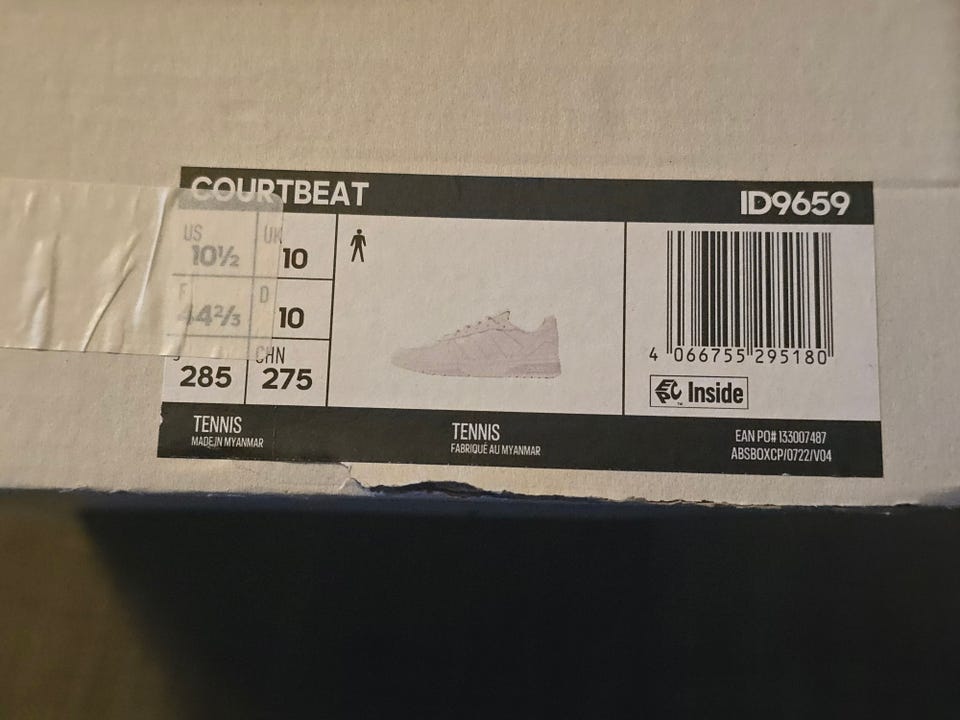 COURTBEAT ID9659
US UK
10½ 10
F D
44⅔ 10
J CHN
285 275
4 066755 295180
EPC Inside
TENNIS
MADE IN MYANMAR
TENNIS
FABRIQUÉ AU MYANMAR
EAN PO# 133007487
ABSBOXCP/0722/V04